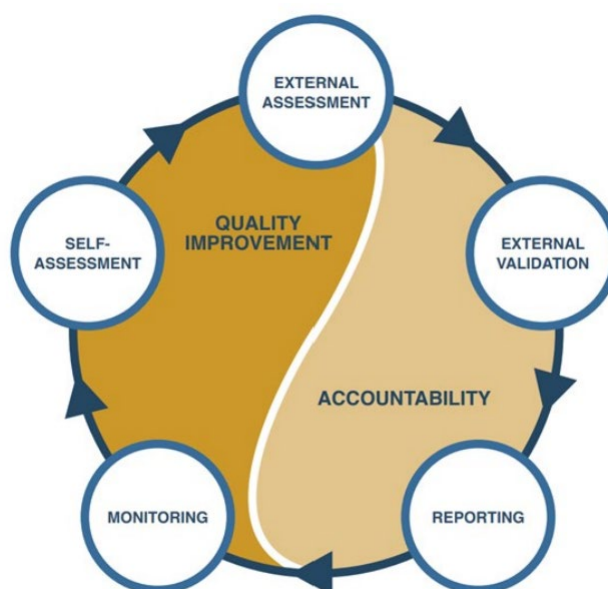 EXTERNAL
ASSESSMENT
QUALITY
IMPROVEMENT
SELF-
ASSESSMENT
EXTERNAL
VALIDATION
ACCOUNTABILITY
MONITORING
REPORTING